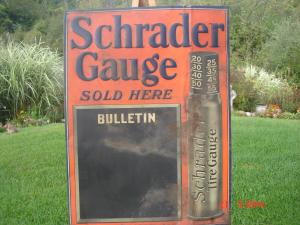 Schrader
Gauge
SOLD HERE
BULLETIN
Schrader
Tire Gauge